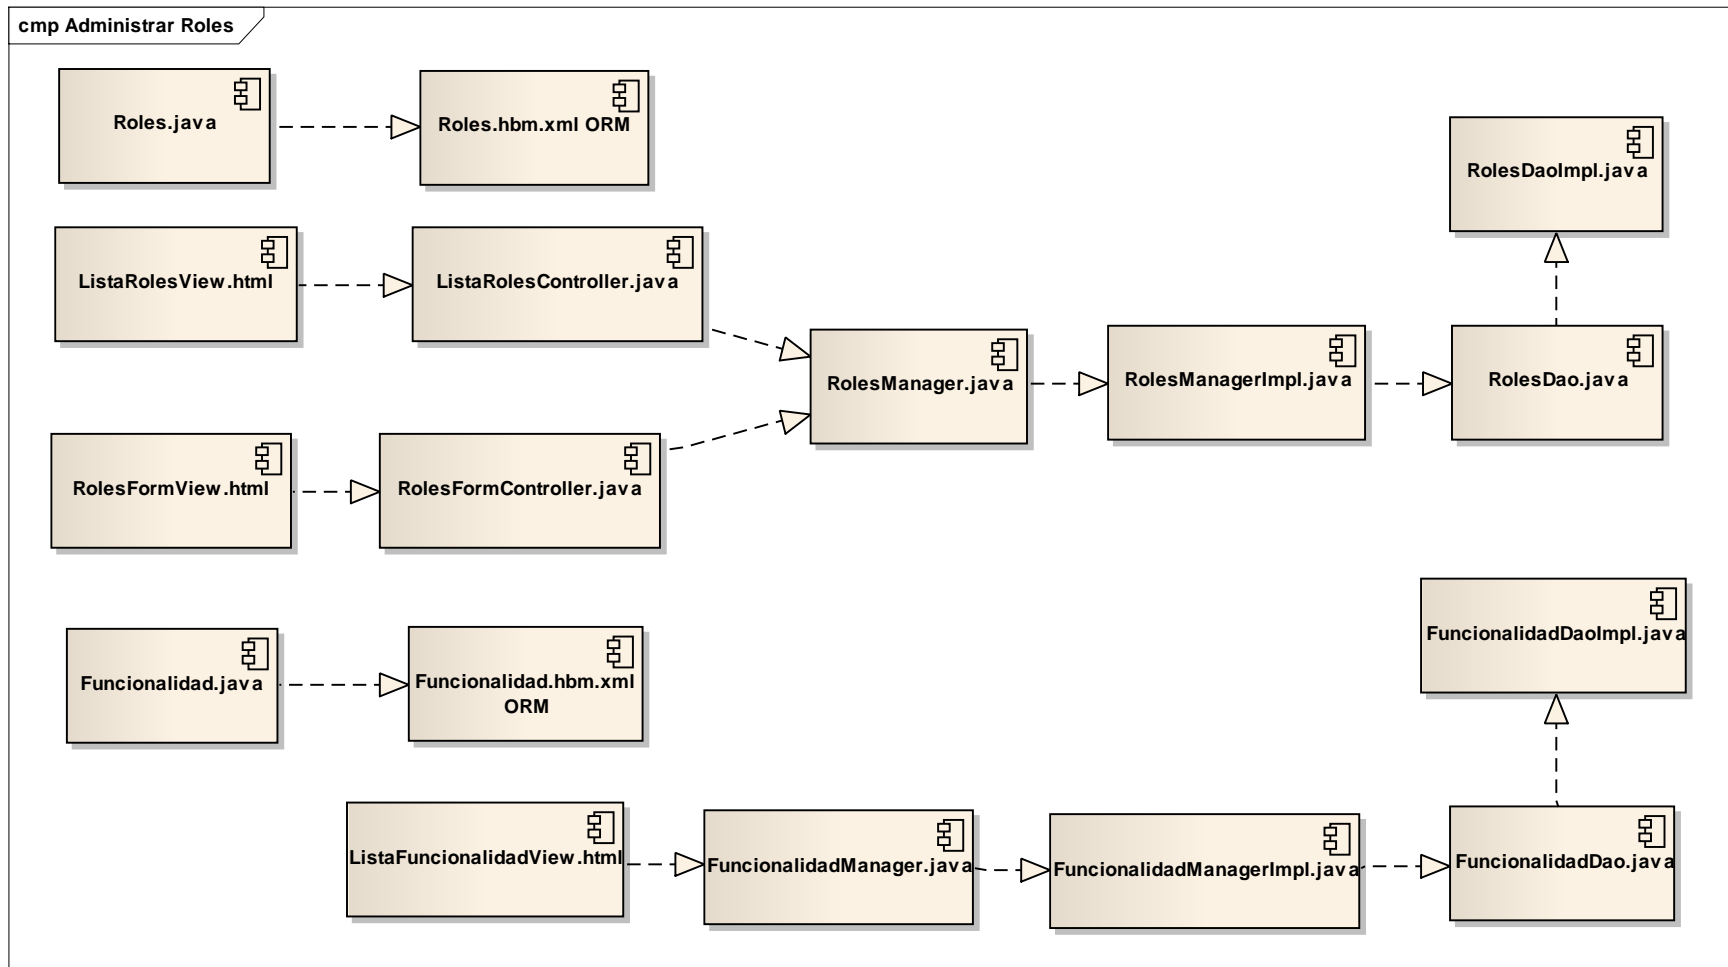 cmp Administrar Roles
Roles.java
Roles.hbm.xml ORM
RolesDaoImpl.java
ListaRolesView.html
ListaRolesController.java
RolesManager.java
RolesManagerImpl.java
RolesDao.java
RolesFormView.html
RolesFormController.java
FuncionalidadDaoImpl.java
Funcionalidad.java
Funcionalidad.hbm.xml
ORM
ListaFuncionalidadView.html
FuncionalidadManager.java
FuncionalidadManagerImpl.java
FuncionalidadDao.java